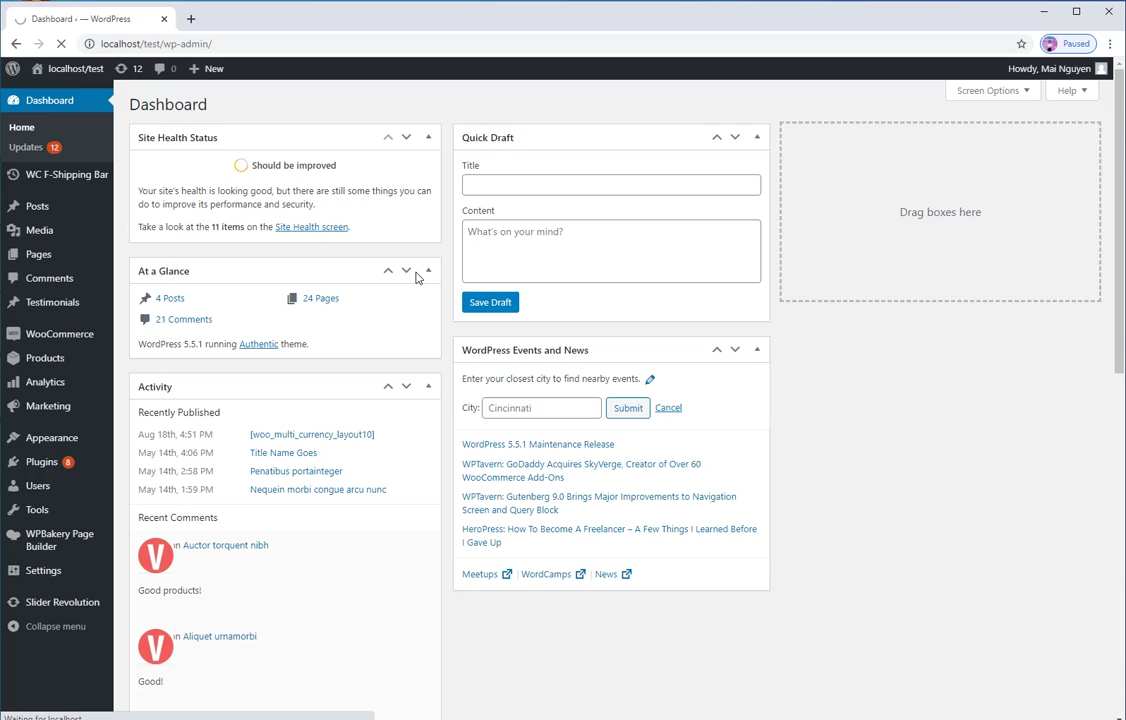 Dashboard ‹ — WordPress
localhost/test/wp-admin/
Paused
localhost/test
12
0
New
Howdy, Mai Nguyen
Dashboard
Home
Updates 12
WC F-Shipping Bar
Posts
Media
Pages
Comments
Testimonials
WooCommerce
Products
Analytics
Marketing
Appearance
Plugins 8
Users
Tools
WPBakery Page
Builder
Settings
Slider Revolution
Collapse menu
Dashboard
Screen Options
Help
Site Health Status
Should be improved
Your site's health is looking good, but there are still some things you can
do to improve its performance and security.
Take a look at the 11 items on the Site Health screen.
At a Glance
4 Posts
24 Pages
21 Comments
WordPress 5.5.1 running Authentic theme.
Activity
Recently Published
Aug 18th, 4:51 PM [woo_multi_currency_layout10]
May 14th, 4:06 PM Title Name Goes
May 14th, 2:58 PM Penatibus portainteger
May 14th, 1:59 PM Nequein morbi congue arcu nunc
Recent Comments
V
n Auctor torquent nibh
Good products!
V
n Aliquet urnamorbi
Good!
Quick Draft
Title
Content
What's on your mind?
Save Draft
WordPress Events and News
Enter your closest city to find nearby events.
City: Cincinnati Submit Cancel
WordPress 5.5.1 Maintenance Release
WPTavern: GoDaddy Acquires SkyVerge, Creator of Over 60
WooCommerce Add-Ons
WPTavern: Gutenberg 9.0 Brings Major Improvements to Navigation
Screen and Query Block
HeroPress: How To Become A Freelancer – A Few Things I Learned Before
I Gave Up
Meetups | WordCamps | News
Drag boxes here
Waiting for localhost